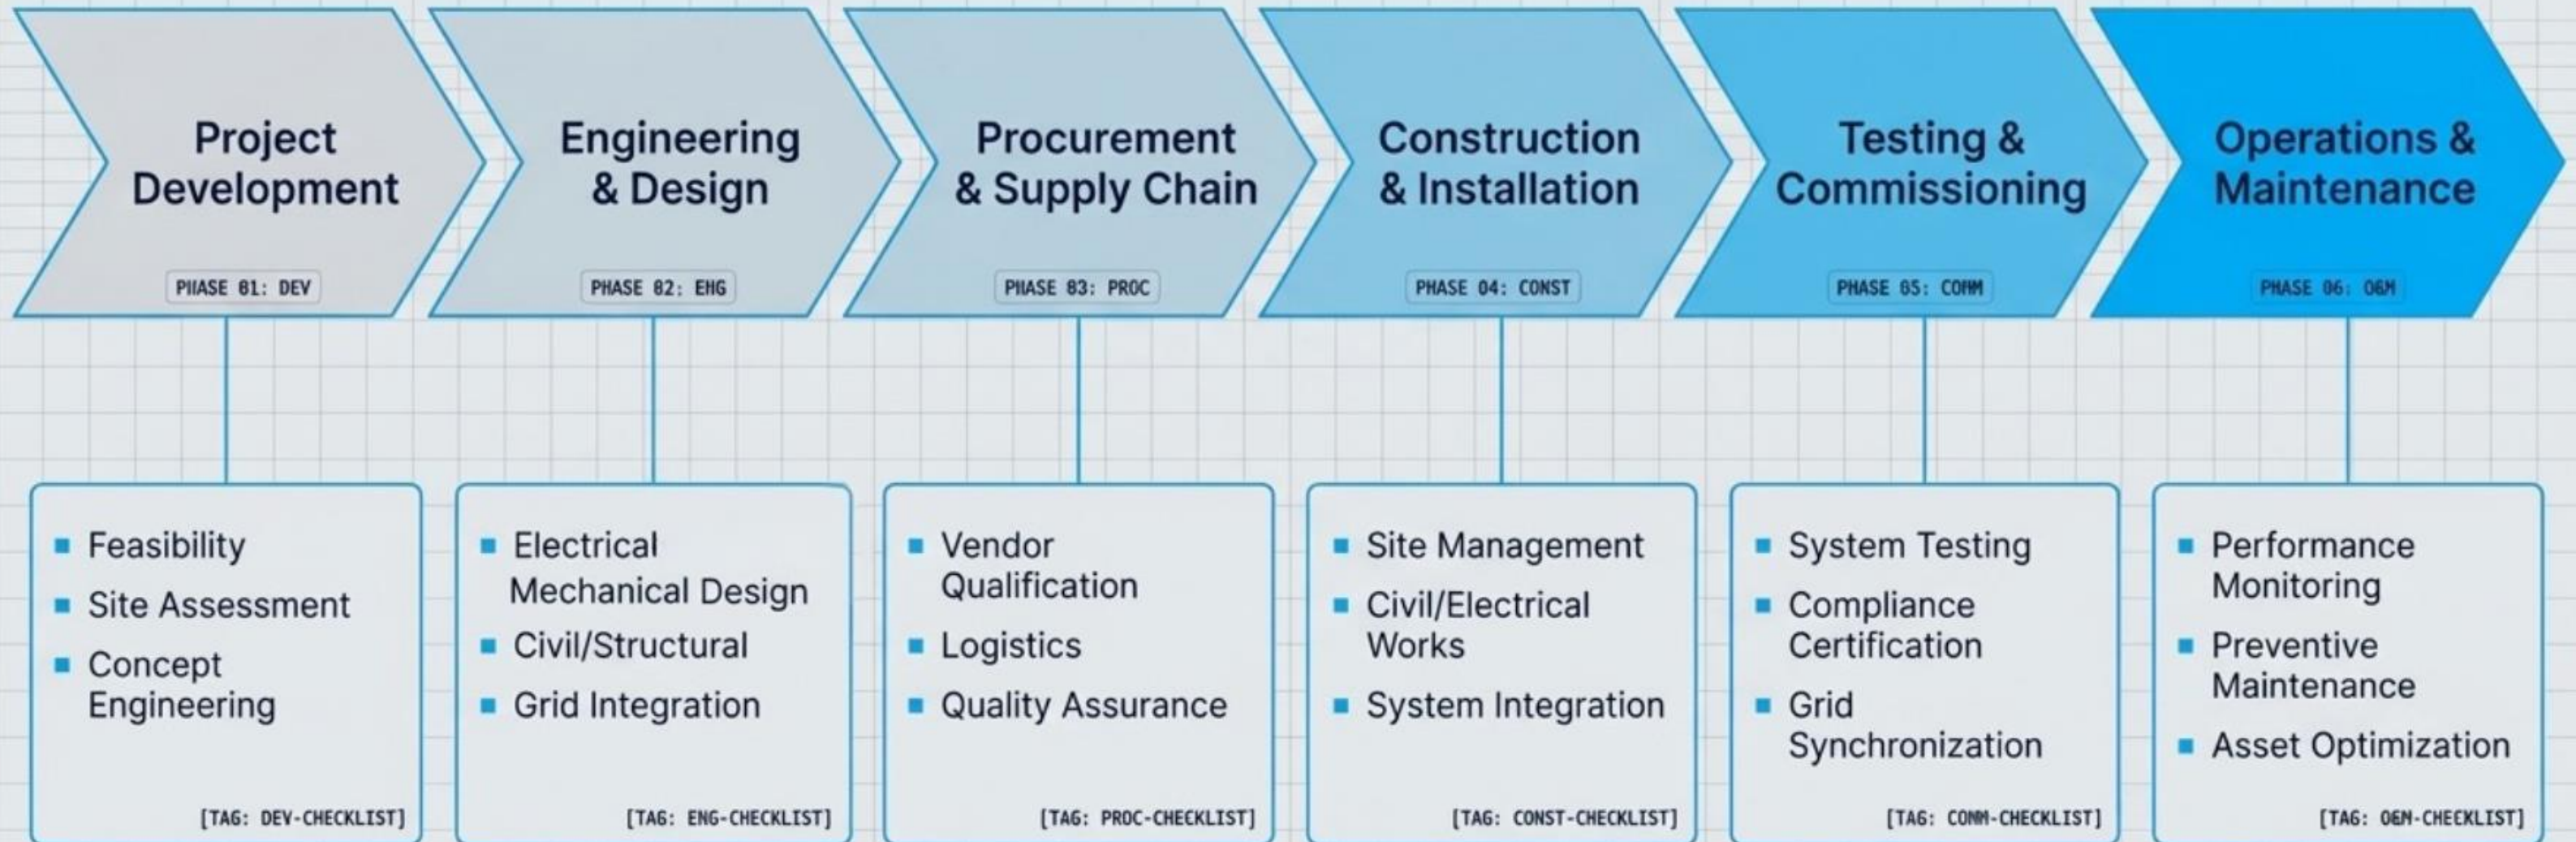 Project
Development
PHASE 01: DEV
Engineering
& Design
PHASE 02: ENG
Procurement
& Supply Chain
PHASE 03: PROC
Construction
& Installation
PHASE 04: CONST
Testing &
Commissioning
PHASE 05: COMM
Operations &
Maintenance
PHASE 06: O&M
Feasibility
Site Assessment
Concept
Engineering
[TAG: DEV-CHECKLIST]
Electrical
Mechanical Design
Civil/Structural
Grid Integration
[TAG: ENG-CHECKLIST]
Vendor
Qualification
Logistics
Quality Assurance
[TAG: PROC-CHECKLIST]
Site Management
Civil/Electrical
Works
System Integration
[TAG: CONST-CHECKLIST]
System Testing
Compliance
Certification
Grid
Synchronization
[TAG: COMM-CHECKLIST]
Performance
Monitoring
Preventive
Maintenance
Asset Optimization
[TAG: O&M-CHECKLIST]